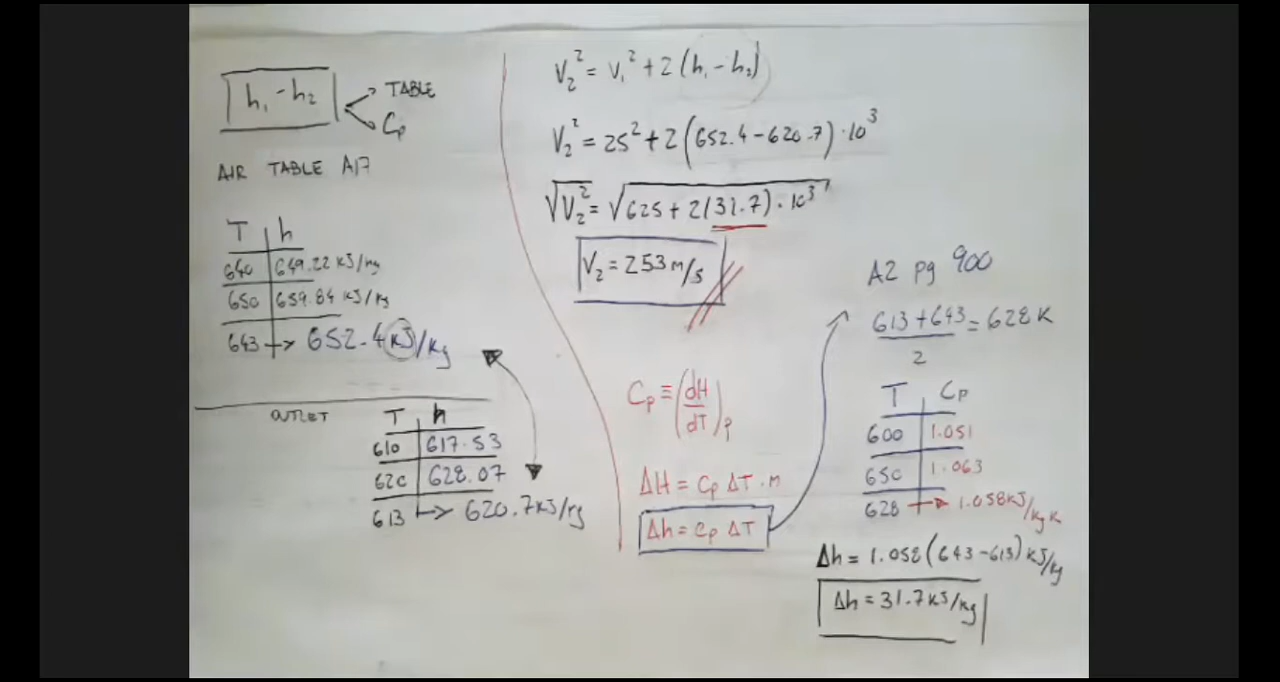 h₁ - h₂
TABLE
Cp
AIR TABLE A17
T h
640 649.22 KJ/Kg
650 659.84 KJ/Kg
643 → 652.4 KJ/Kg
OUTLET
T h
610 617.53
620 628.07
613 → 620.7 KJ/Kg
V₂² = V₁² + 2(h₁ - h₂)
V₂² = 25² + 2(652.4 - 620.7)·10³
√V₂² = √625 + 2(31.7)·10³
V₂ = 253 m/s
Cp ≡ (dH/dT)p
ΔH = Cp ΔT·m
Δh = Cp ΔT
A2 pg 900
613 + 643 = 628 K
2
T Cp
600 1.051
650 1.063
628 → 1.058 KJ/Kg K
Δh = 1.058(643-613) KJ/Kg
Δh = 31.7 KJ/Kg